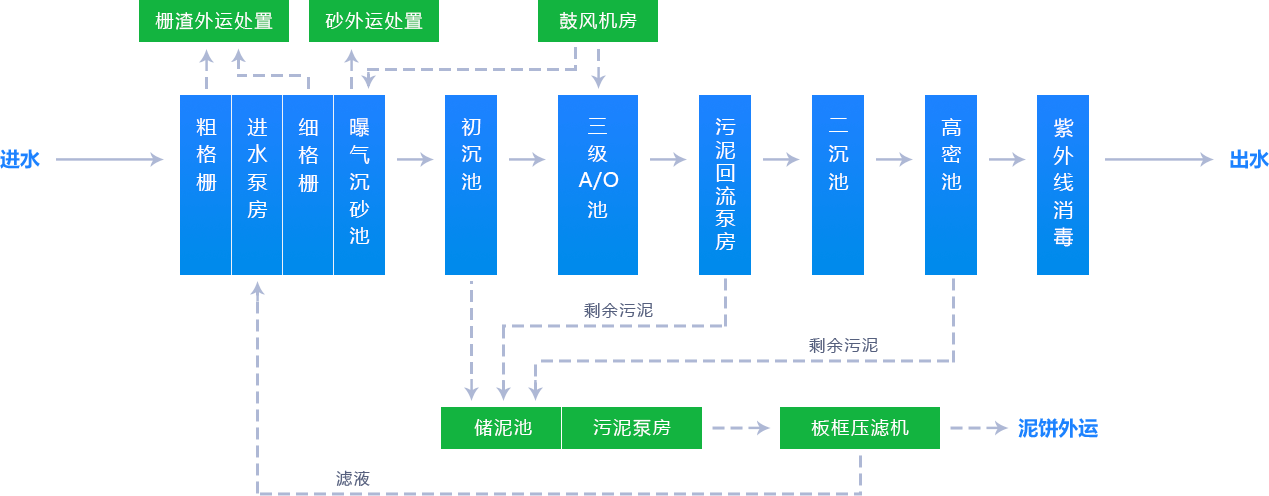 栅渣外运处置
砂外运处置
鼓风机房
进水
粗格栅
进水泵房
细格栅
曝气沉砂池
初沉池
三级A/O池
污泥回流泵房
二沉池
高密池
紫外线消毒
出水
剩余污泥
剩余污泥
储泥池
污泥泵房
板框压滤机
泥饼外运
滤液